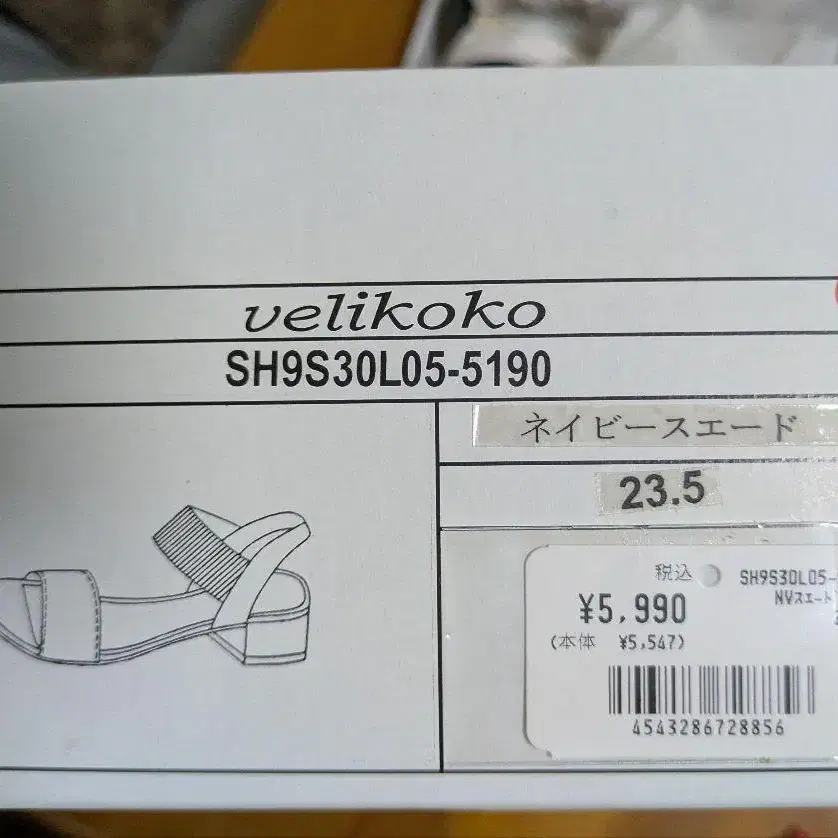 velikoko
SH9S30L05-5190
ネイビースエード
23.5
税込 SH9S30L05-
NVスエード
¥5,990
(本体 ¥5,547)
4543286728856